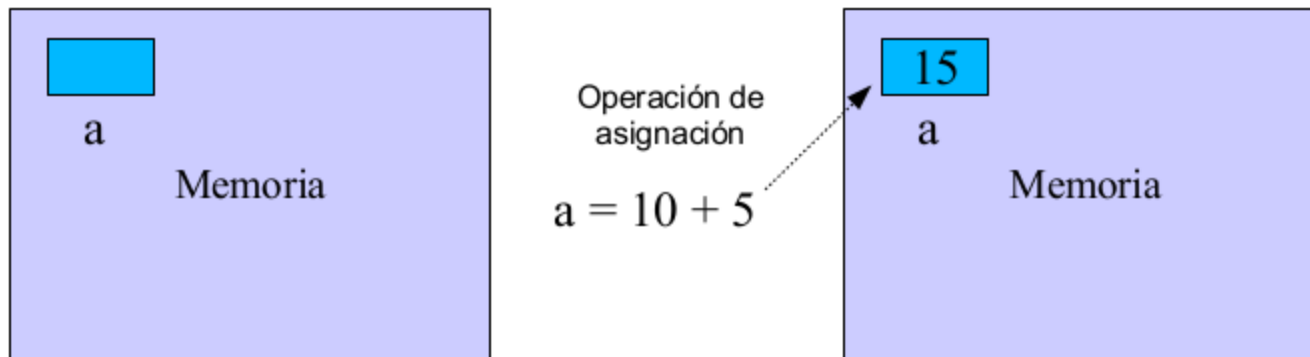 a
Memoria
Operación de
asignación
a = 10 + 5
15
a
Memoria